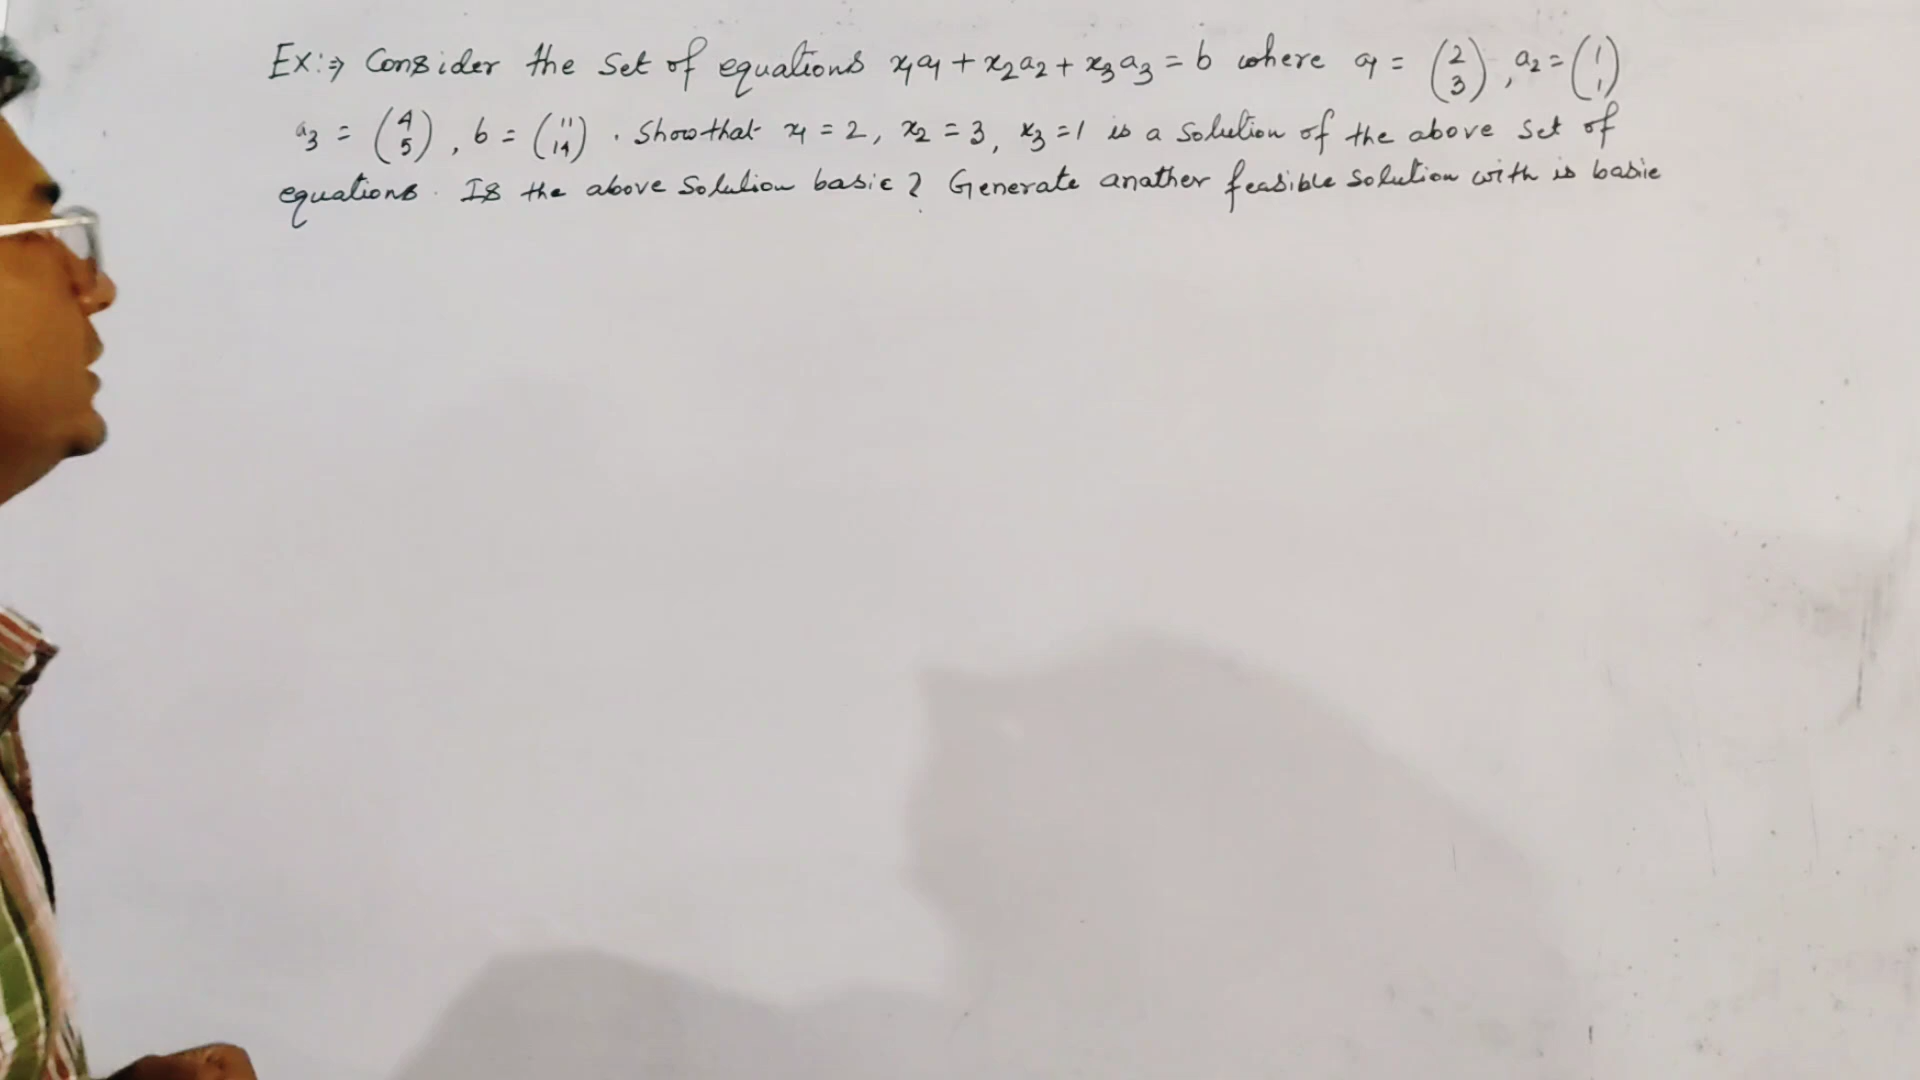 Ex:⇒ Consider the set of equations x₁a₁ + x₂a₂ + x₃a₃ = b where a₁ = (2 3), a₂ = (1 1)
a₃ = (4 5), b = (11 14). Show that x₁ = 2, x₂ = 3, x₃ = 1 is a solution of the above set of
equations. Is the above solution basic? Generate anather feasible solution with is basic